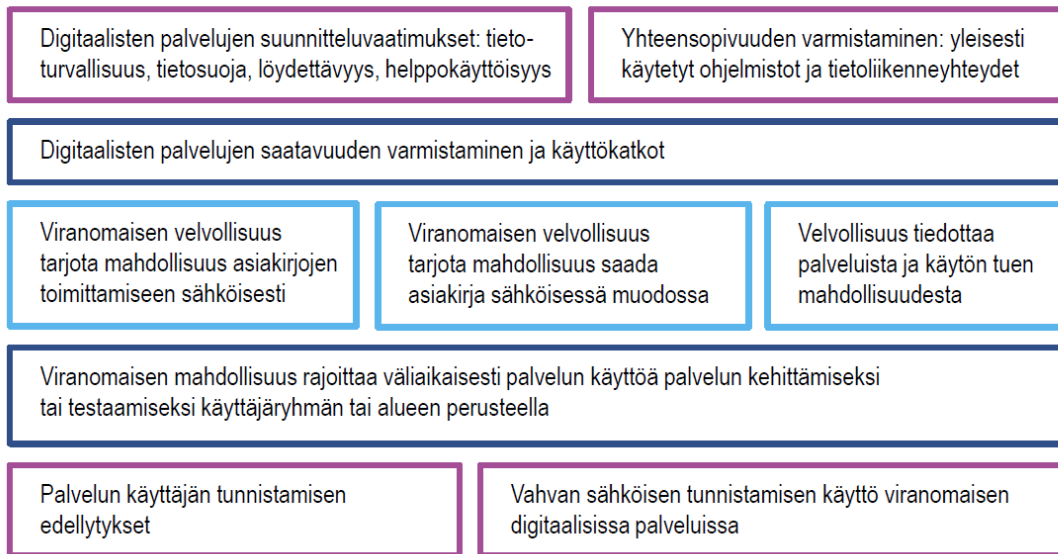 Digitaalisten palvelujen suunnitteluvaatimukset: tieto-
turvallisuus, tietosuoja, löydettävyys, helppokäyttöisyys
Yhteensopivuuden varmistaminen: yleisesti
käytetyt ohjelmistot ja tietoliikenneyhteydet
Digitaalisten palvelujen saatavuuden varmistaminen ja käyttökatkot
Viranomaisen velvollisuus
tarjota mahdollisuus asiakirjojen
toimittamiseen sähköisesti
Viranomaisen velvollisuus
tarjota mahdollisuus saada
asiakirja sähköisessä muodossa
Velvollisuus tiedottaa
palveluista ja käytön tuen
mahdollisuudesta
Viranomaisen mahdollisuus rajoittaa väliaikaisesti palvelun käyttöä palvelun kehittämiseksi
tai testaamiseksi käyttäjäryhmän tai alueen perusteella
Palvelun käyttäjän tunnistamisen
edellytykset
Vahvan sähköisen tunnistamisen käyttö viranomaisen
digitaalisissa palveluissa